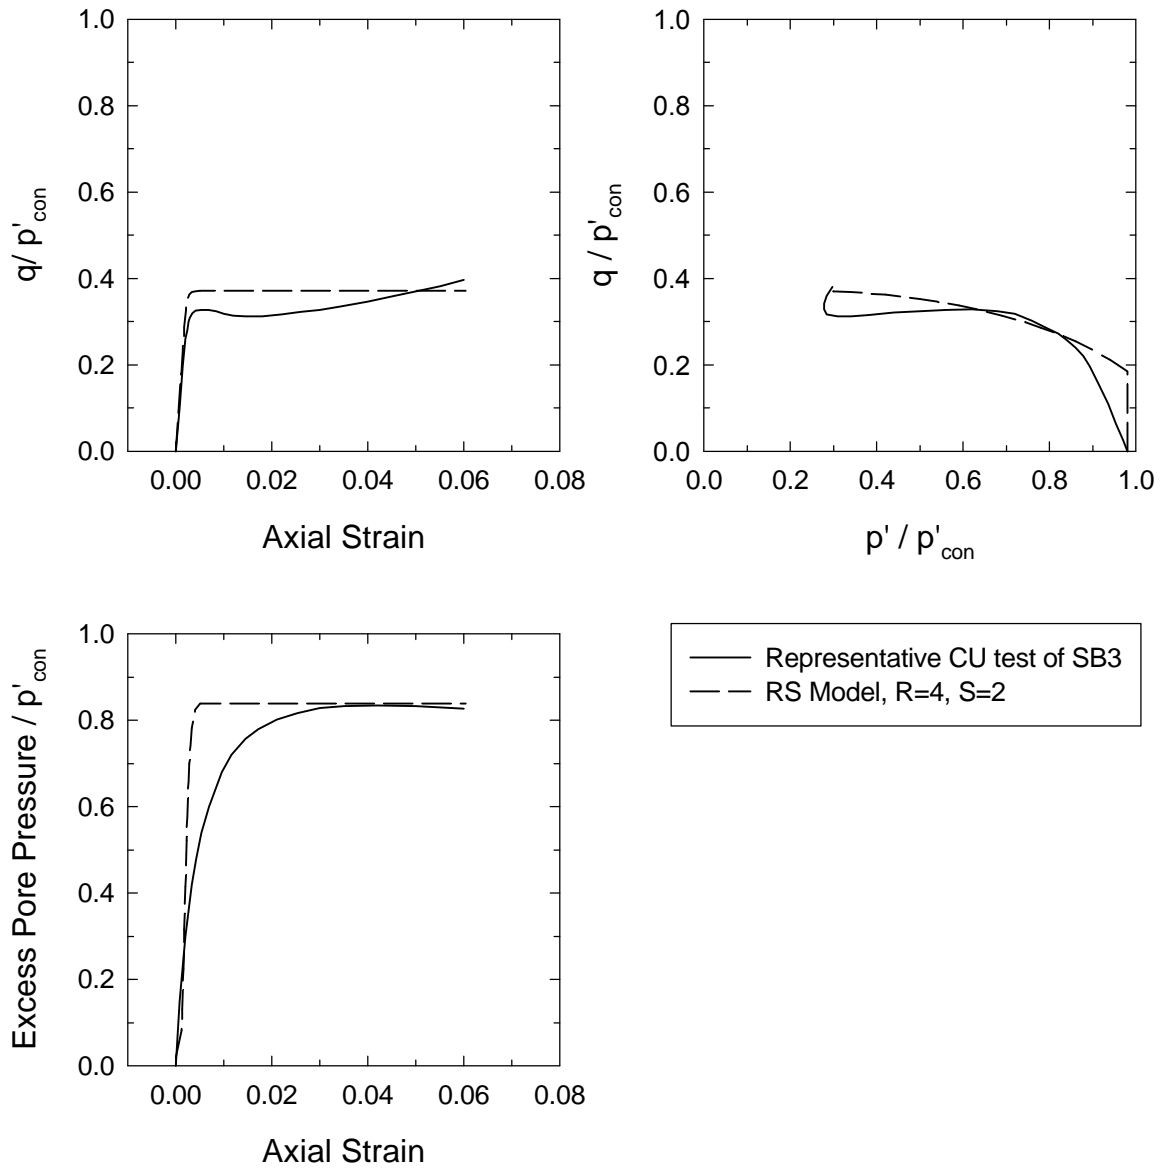 q/ p'con
1.0
0.8
0.6
0.4
0.2
0.0
0.00 0.02 0.04 0.06 0.08
Axial Strain
q / p'con
1.0
0.8
0.6
0.4
0.2
0.0
0.0 0.2 0.4 0.6 0.8 1.0
p' / p'con
Excess Pore Pressure / p'con
1.0
0.8
0.6
0.4
0.2
0.0
0.00 0.02 0.04 0.06 0.08
Axial Strain
Representative CU test of SB3
RS Model, R=4, S=2